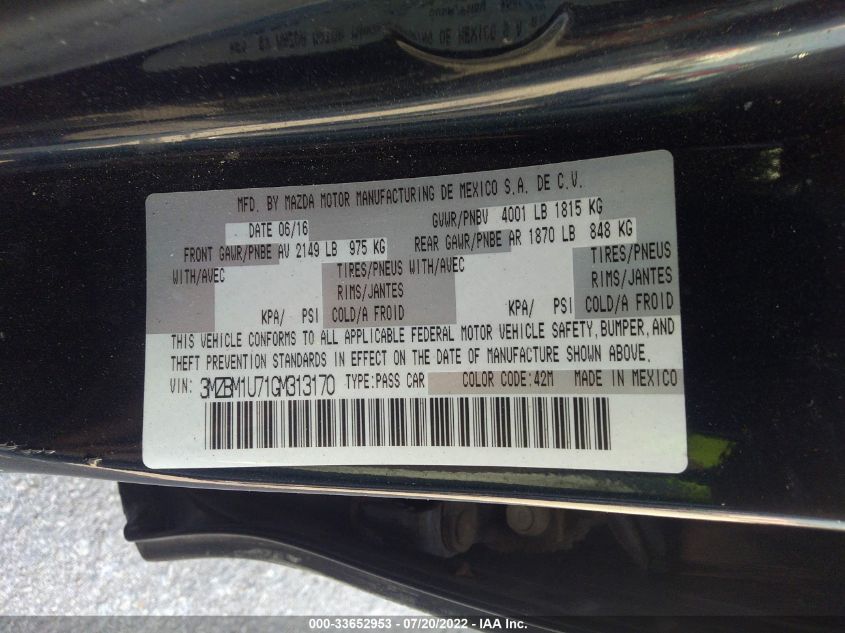 MFD. BY MAZDA MOTOR MANUFACTURING DE MEXICO S.A. DE C.V.
DATE 06/16 GVWR/PNBV 4001 LB 1815 KG
FRONT GAWR/PNBE AV 2149 LB 975 KG REAR GAWR/PNBE AR 1870 LB 848 KG
WITH/AVEC TIRES/PNEUS WITH/AVEC TIRES/PNEUS
RIMS/JANTES RIMS/JANTES
KPA/ PSI COLD/A FROID KPA/ PSI COLD/A FROID
THIS VEHICLE CONFORMS TO ALL APPLICABLE FEDERAL MOTOR VEHICLE SAFETY, BUMPER, AND
THEFT PREVENTION STANDARDS IN EFFECT ON THE DATE OF MANUFACTURE SHOWN ABOVE.
VIN: 3MZBM1U71GM313170 TYPE:PASS CAR COLOR CODE:42M MADE IN MEXICO
000-33652953 / 07/20/2022 - IAA Inc.